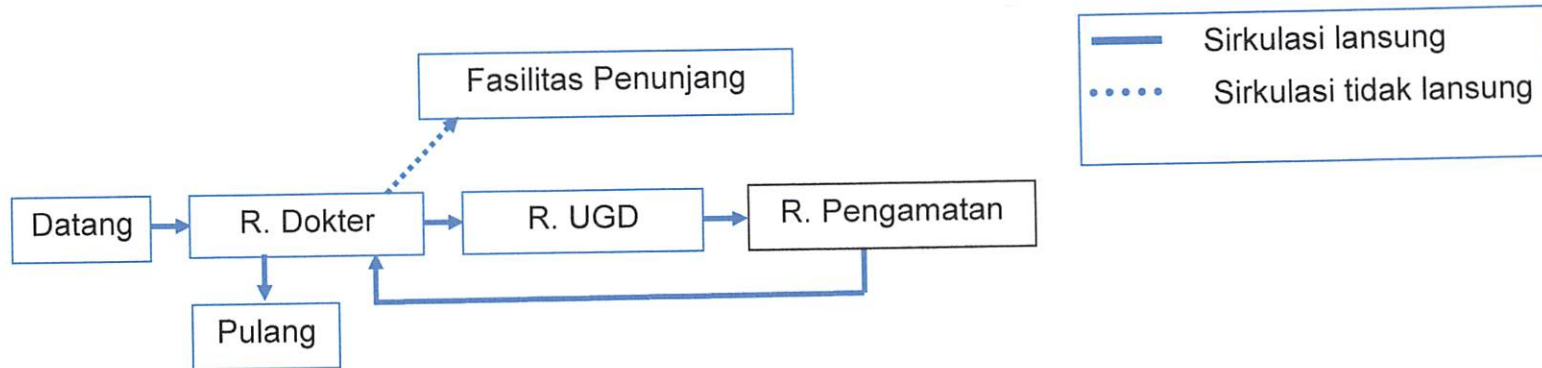 Sirkulasi lansung
Sirkulasi tidak lansung
Fasilitas Penunjang
Datang
R. Dokter
R. UGD
R. Pengamatan
Pulang